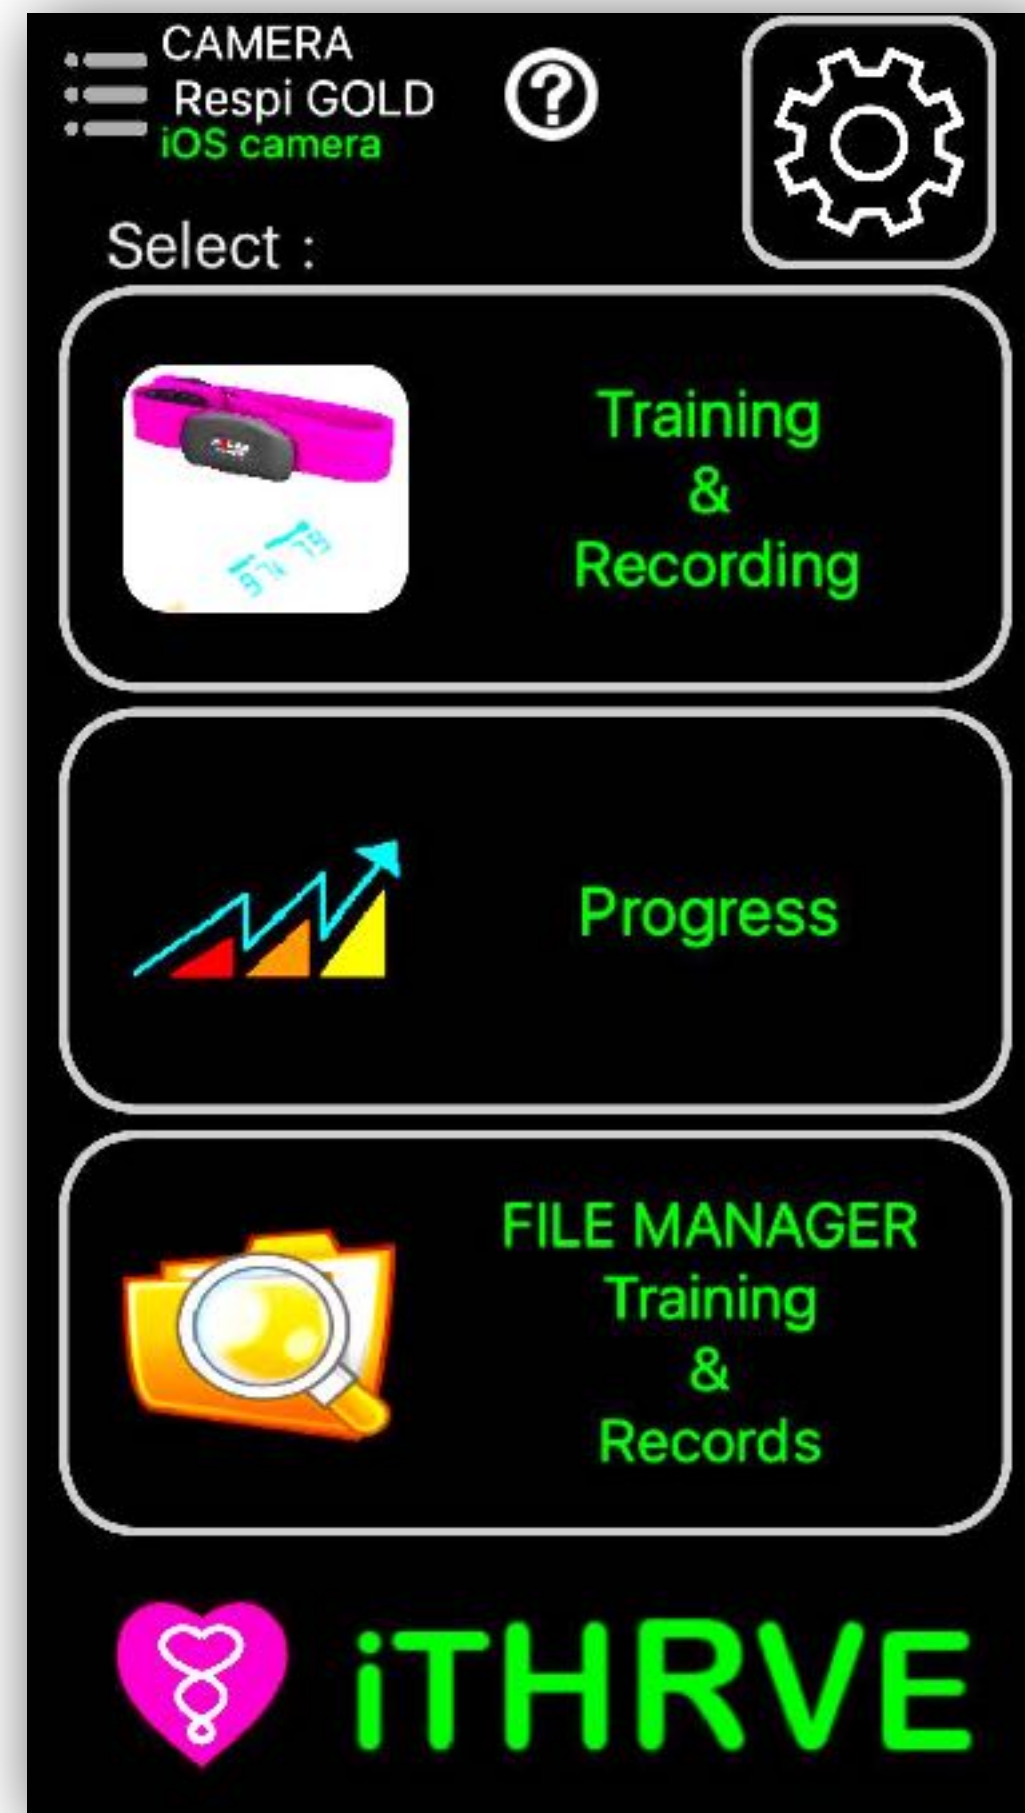 CAMERA
Respi GOLD
iOS camera
?
Select :
Training
&
Recording
Progress
FILE MANAGER
Training
&
Records
iTHRVE